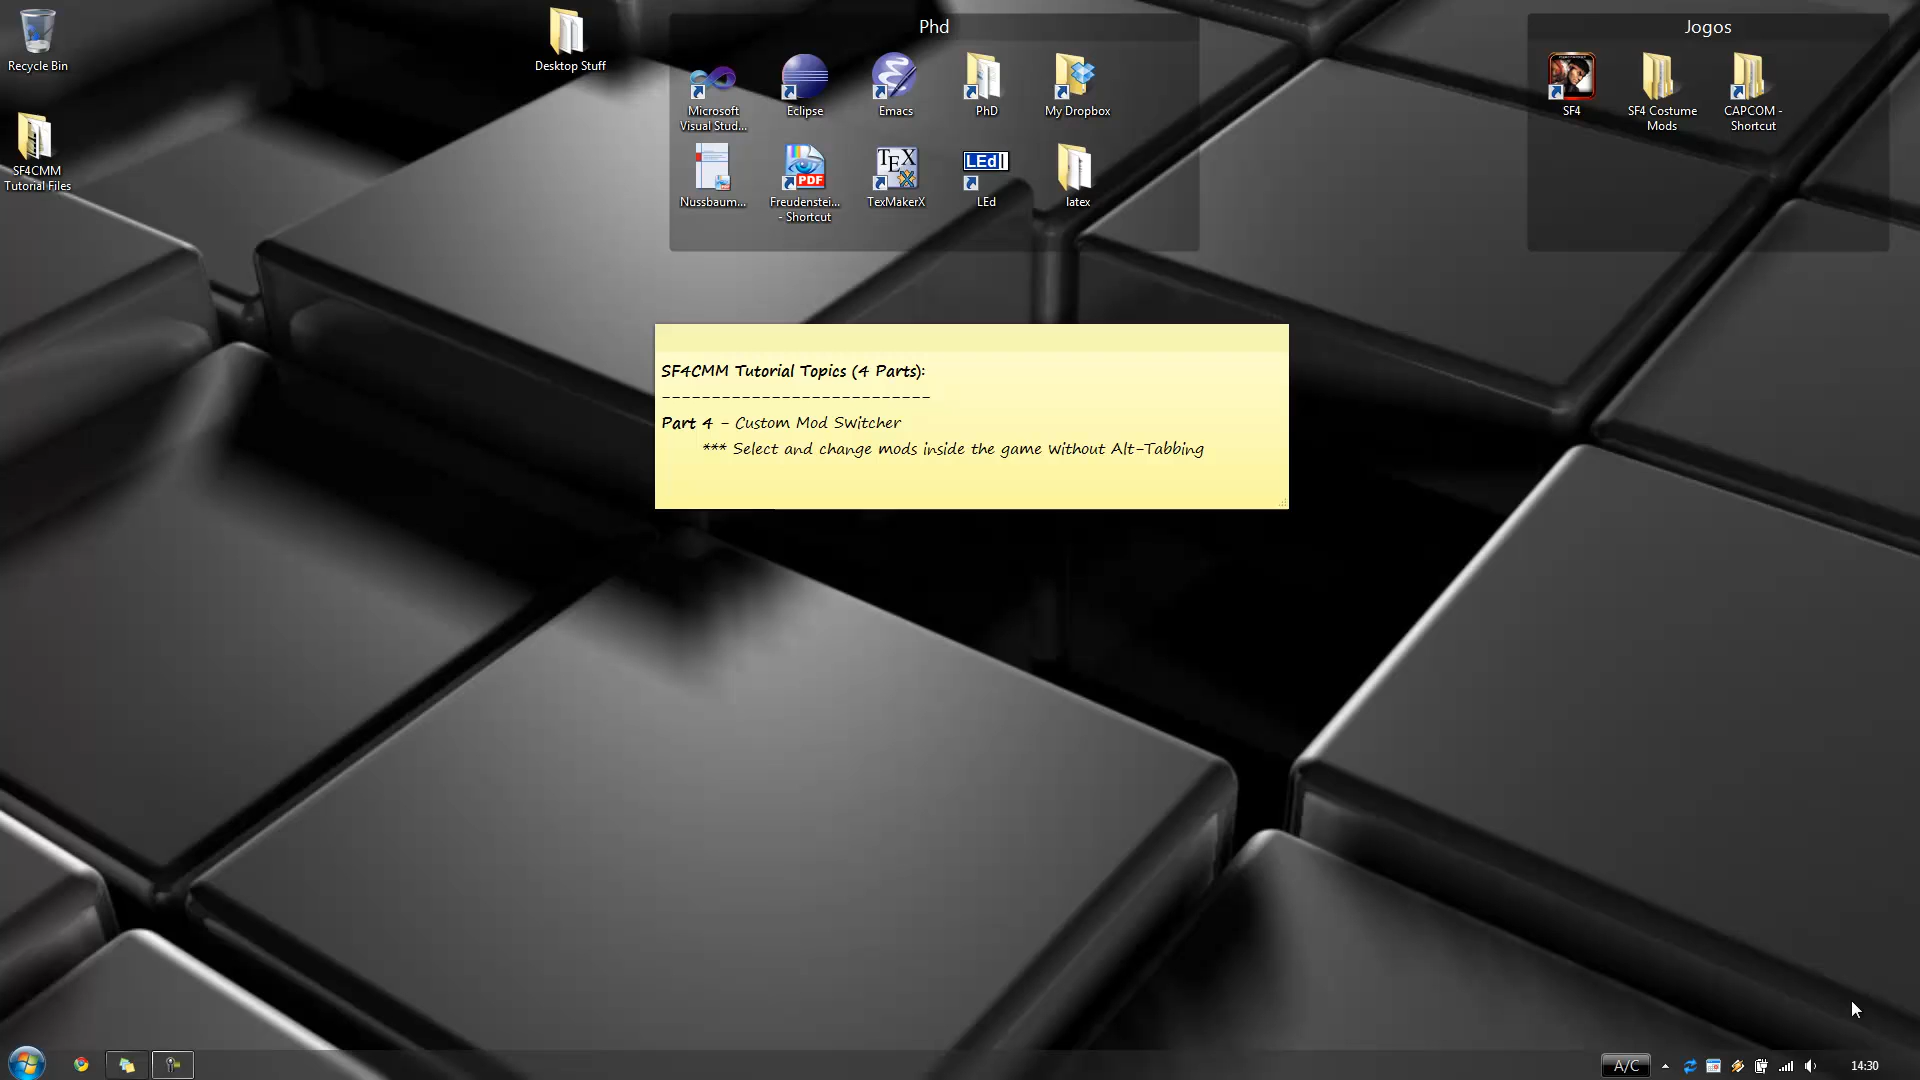 Recycle Bin
Desktop Stuff
SF4CMM
Tutorial Files
Phd
Microsoft
Visual Stud...
Eclipse
Emacs
PhD
My Dropbox
Nussbaum...
PDF
Freudenstei...
- Shortcut
TEX
TexMakerX
LEd
LEd
latex
Jogos
SF4
SF4 Costume
Mods
CAPCOM -
Shortcut
SF4CMM Tutorial Topics (4 Parts):
---------------------------
Part 4 - Custom Mod Switcher
*** Select and change mods inside the game without Alt-Tabbing
A/C
14:30